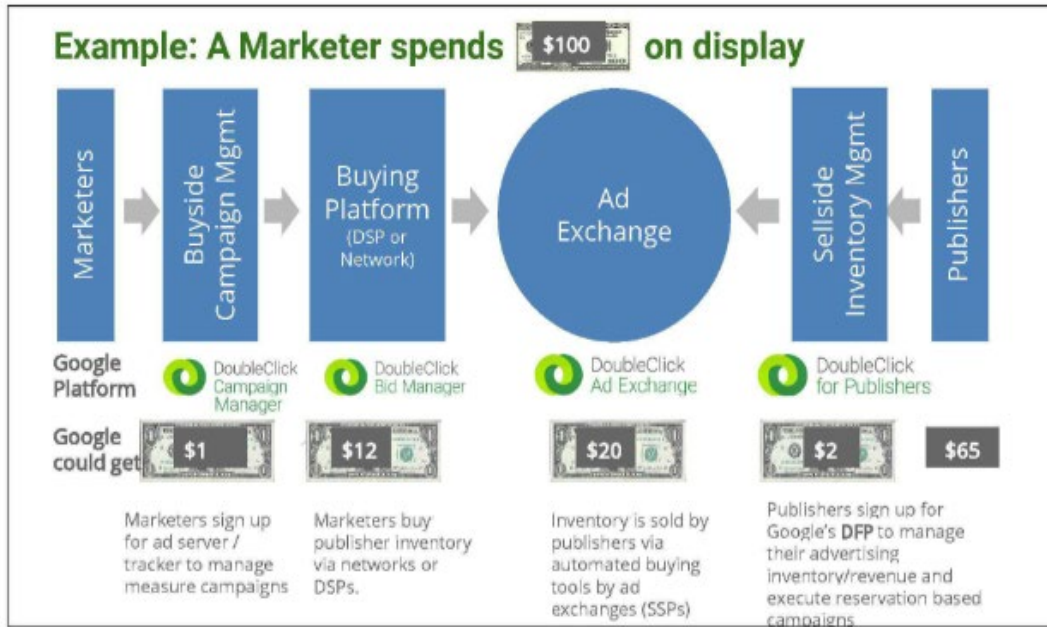 Example: A Marketer spends $100 on display
Marketers
Buyside
Campaign Mgmt
Buying
Platform
(DSP or
Network)
Ad
Exchange
Sellside
Inventory Mgmt
Publishers
Google
Platform
DoubleClick
Campaign
Manager
DoubleClick
Bid Manager
DoubleClick
Ad Exchange
DoubleClick
for Publishers
Google
could get
$1
$12
$20
$2
$65
Marketers sign up
for ad server /
tracker to manage
measure campaigns
Marketers buy
publisher inventory
via networks or
DSPs.
Inventory is sold by
publishers via
automated buying
tools by ad
exchanges (SSPs)
Publishers sign up for
Google's DFP to manage
their advertising
inventory/revenue and
execute reservation based
campaigns